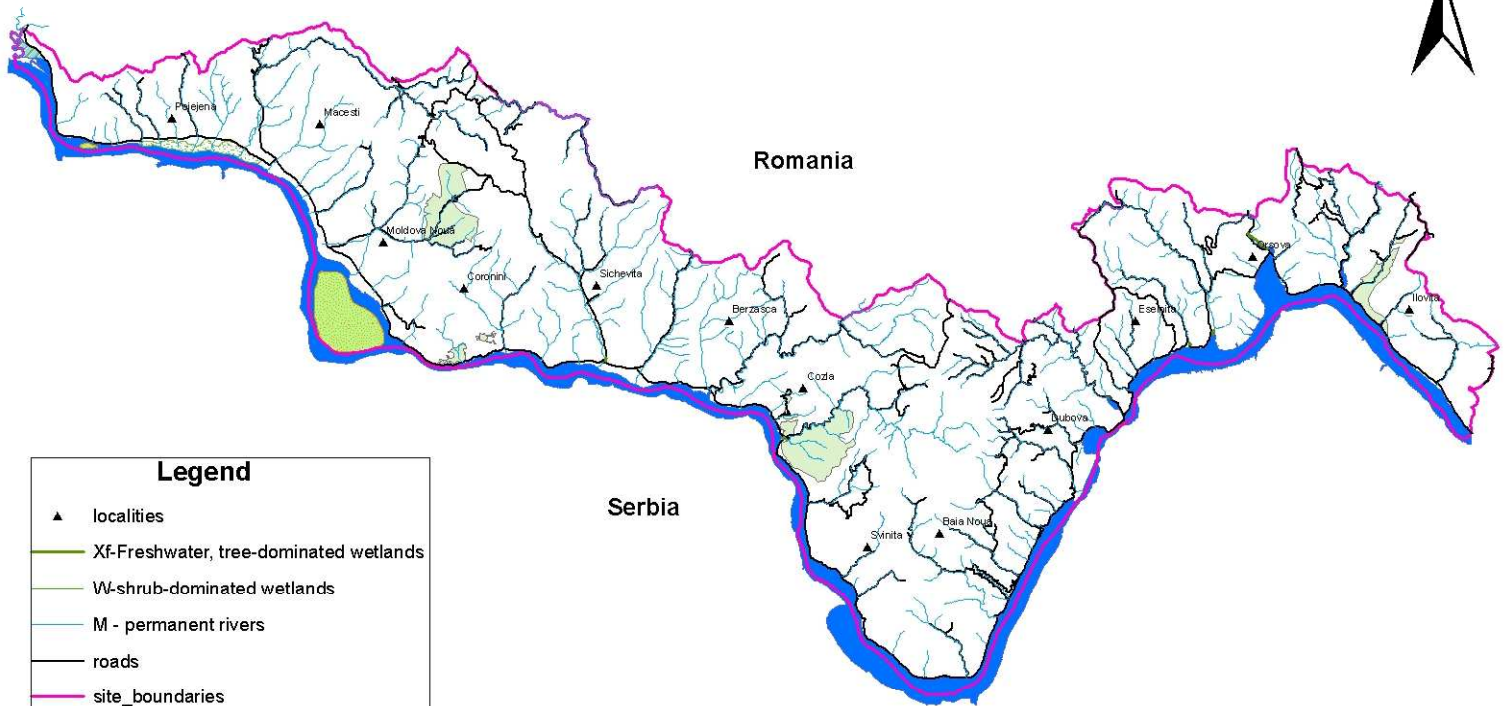 Romania
Pojejena
Macesti
Moldova Noua
Coronini
Sichevita
Berzasca
Cozla
Orsova
Ilovita
Eselnita
Dubova
Serbia
Svinita
Baia Noua
Legend
localities
Xf-Freshwater, tree-dominated wetlands
W-shrub-dominated wetlands
M - permanent rivers
roads
site_boundaries